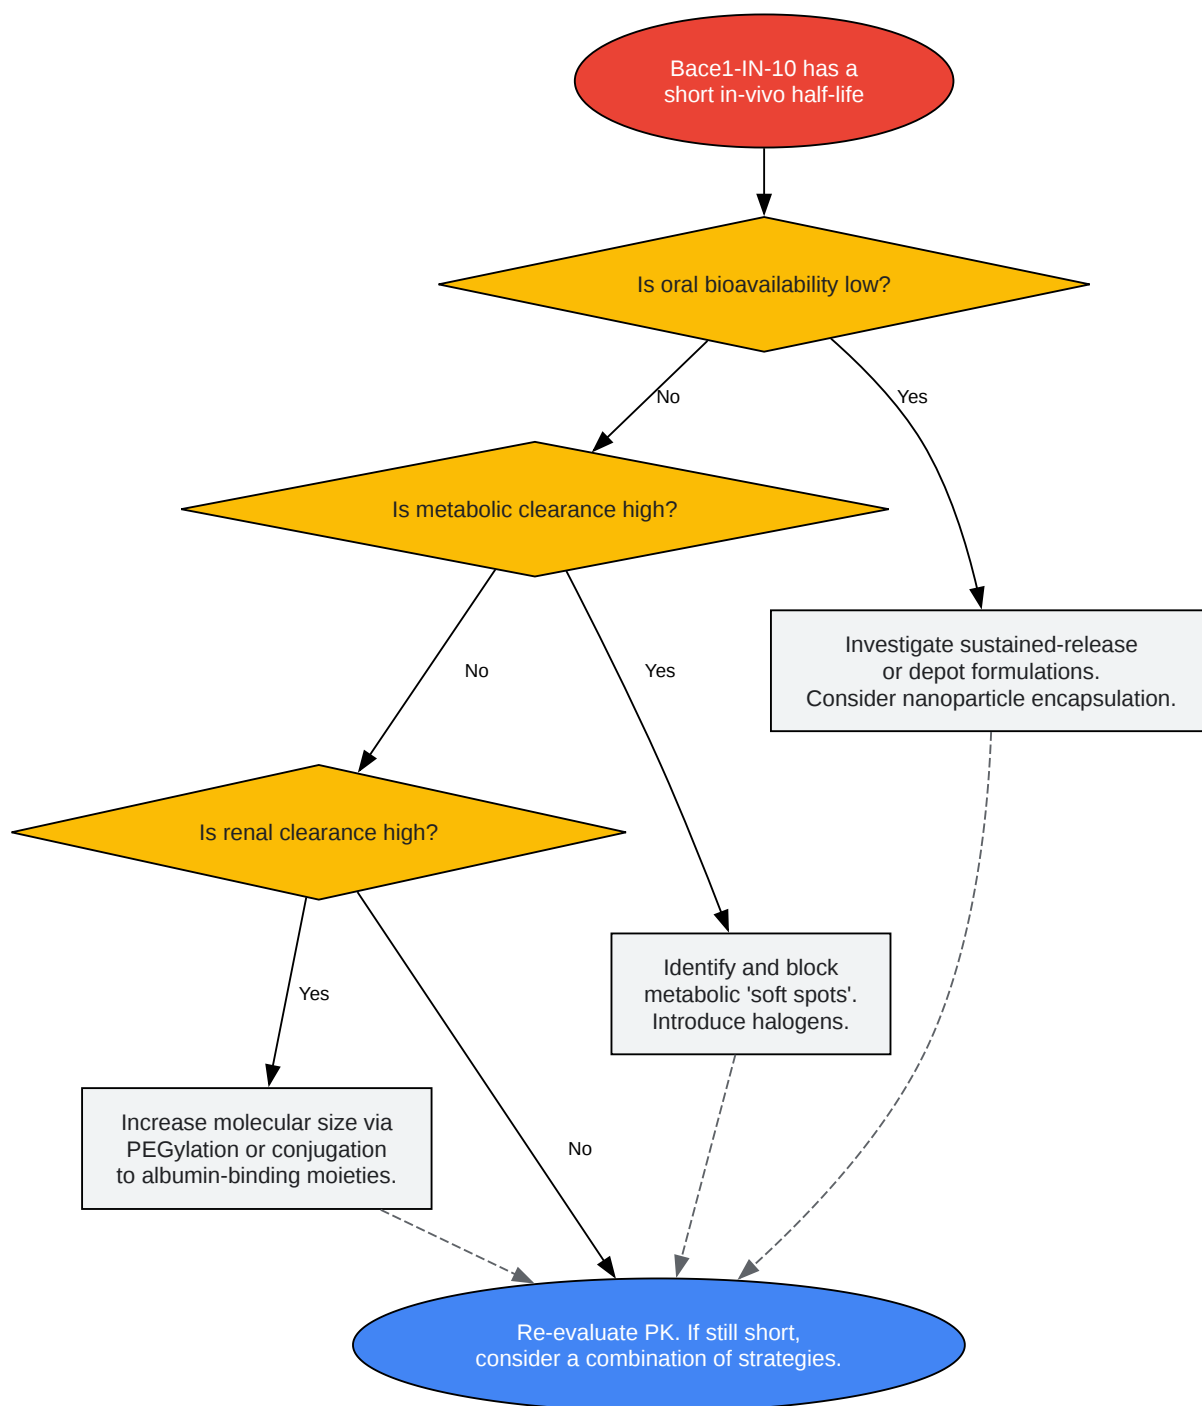 Bace1-IN-10 has a
short in-vivo half-life
Is oral bioavailability low?
No
Yes
Is metabolic clearance high?
Investigate sustained-release
or depot formulations.
Consider nanoparticle encapsulation.
No
Yes
Is renal clearance high?
Identify and block
metabolic 'soft spots'.
Introduce halogens.
Yes
Increase molecular size via
PEGylation or conjugation
to albumin-binding moieties.
No
Re-evaluate PK. If still short,
consider a combination of strategies.